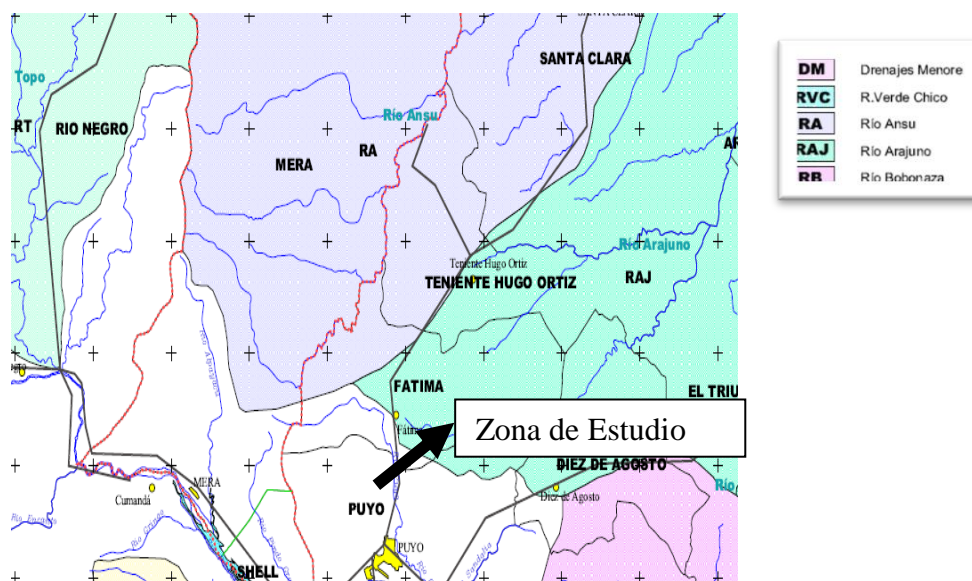 SANTA CLARA
Topo
Río Ansu
RT
RIO NEGRO
RA
MERA
Río Arajuno
Teniente Hugo Ortiz
TENIENTE HUGO ORTIZ
RAJ
FATIMA
EL TRIU
Zona de Estudio
DIEZ DE AGOSTO
Río
MERA
Cumandá
Diez de Agosto
PUYO
PUYO
SHELL
DM Drenajes Menore
RVC R.Verde Chico
RA Río Ansu
RAJ Río Arajuno
RB Río Bobonaza